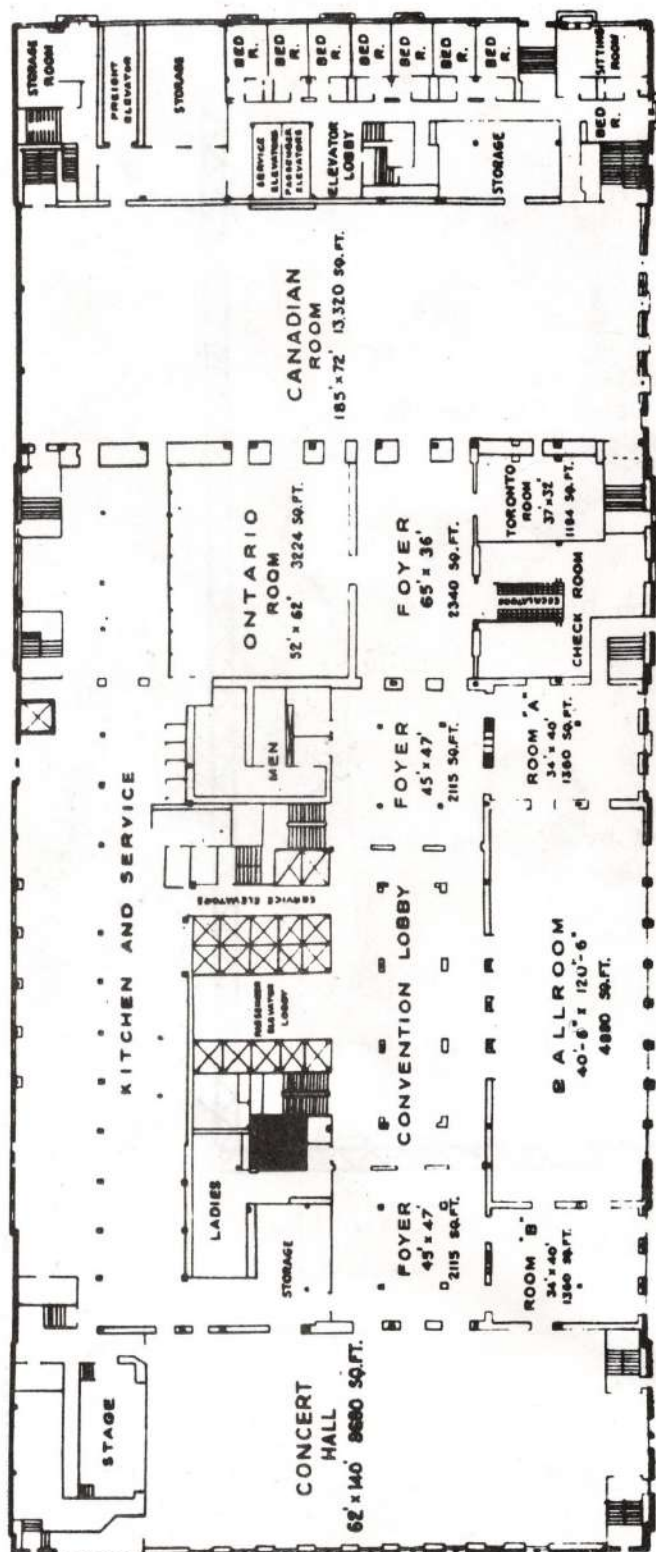 STORAGE
ROOM
FREIGHT
ELEVATOR
STORAGE
BED
R.
BED
R.
BED
R.
BED
R.
BED
R.
BED
R.
BED
R.
SITTING
ROOM
BED
R.
SERVICE
ELEVATORS
PASSENGER
ELEVATORS
ELEVATOR
LOBBY
STORAGE
CANADIAN
ROOM
185' x 72' 13,320 SQ.FT.
ONTARIO
ROOM
52' x 62' 3224 SQ.FT.
FOYER
65' x 36'
2340 SQ.FT.
TORONTO
ROOM
37' x 32'
1184 SQ.FT.
ESCALATORS
CHECK ROOM
KITCHEN AND SERVICE
MEN
FOYER
45' x 47'
2115 SQ.FT.
ROOM "A"
34' x 40'
1360 SQ.FT.
SERVICE ELEVATORS
PASSENGER
ELEVATOR
LOBBY
CONVENTION LOBBY
BALLROOM
40'-6" x 120'-6"
4880 SQ.FT.
LADIES
STORAGE
FOYER
45' x 47'
2115 SQ.FT.
ROOM "B"
34' x 40'
1360 SQ.FT.
STAGE
CONCERT
HALL
62' x 140' 8680 SQ.FT.